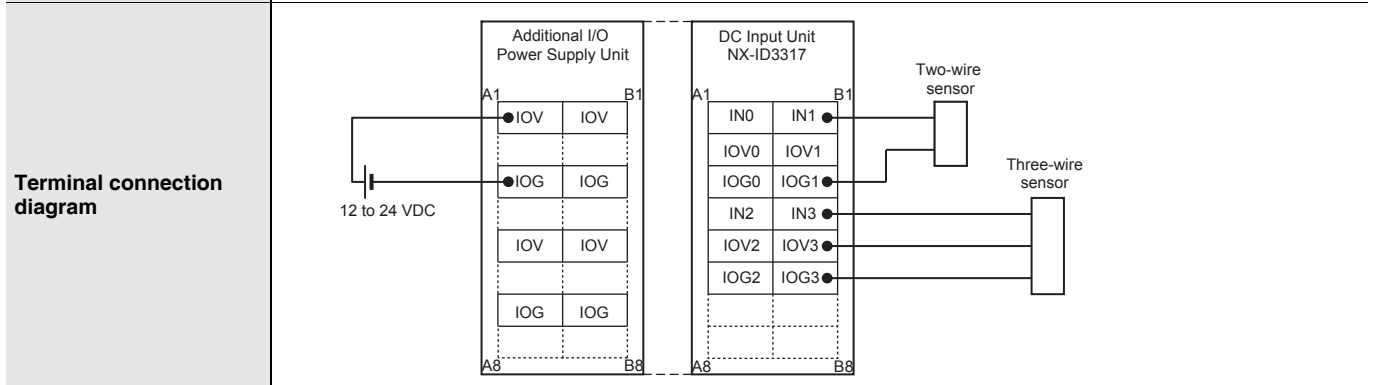 Terminal connection
diagram
Additional I/O
Power Supply Unit
A1
B1
IOV IOV
IOG IOG
IOV IOV
IOG IOG
A8
B8
12 to 24 VDC
DC Input Unit
NX-ID3317
A1
B1
IN0 IN1
IOV0 IOV1
IOG0 IOG1
IN2 IN3
IOV2 IOV3
IOG2 IOG3
A8
B8
Two-wire
sensor
Three-wire
sensor